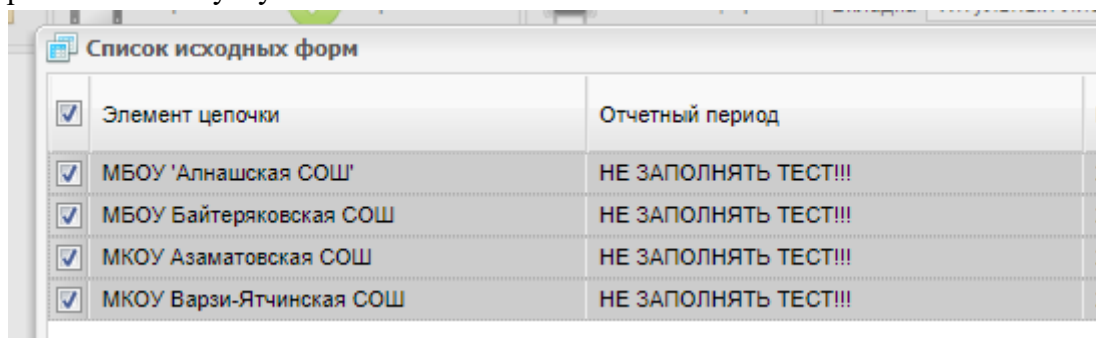 Список исходных форм
Элемент цепочки Отчетный период
МБОУ 'Алнашская СОШ' НЕ ЗАПОЛНЯТЬ ТЕСТ!!!
МБОУ Байтеряковская СОШ НЕ ЗАПОЛНЯТЬ ТЕСТ!!!
МКОУ Азаматовская СОШ НЕ ЗАПОЛНЯТЬ ТЕСТ!!!
МКОУ Варзи-Ятчинская СОШ НЕ ЗАПОЛНЯТЬ ТЕСТ!!!